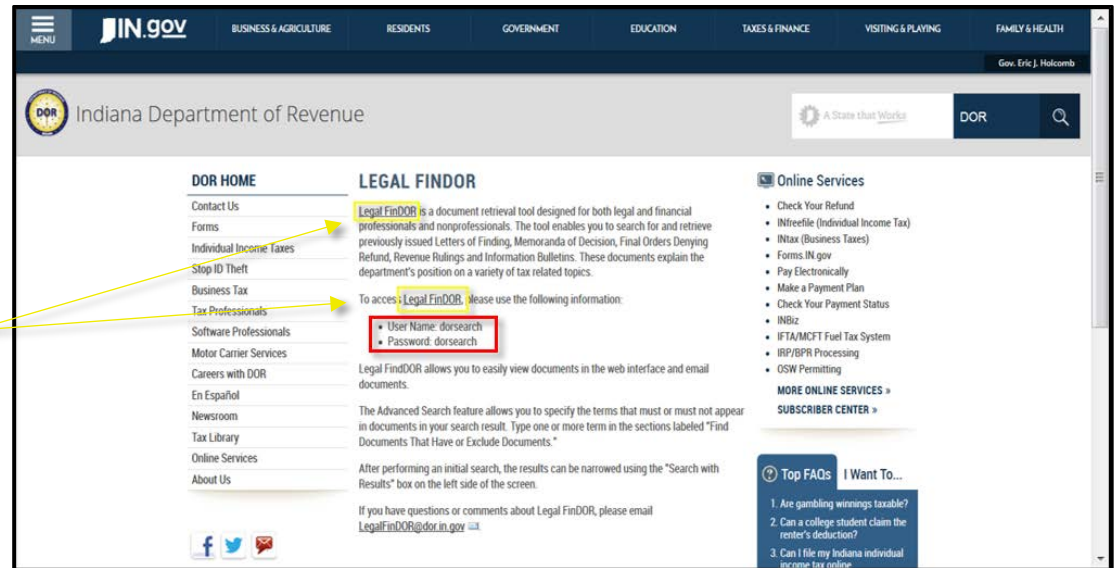 MENU
IN.gov
BUSINESS & AGRICULTURE
RESIDENTS
GOVERNMENT
EDUCATION
TAXES & FINANCE
VISITING & PLAYING
FAMILY & HEALTH
Gov. Eric J. Holcomb
DOR
Indiana Department of Revenue
A State that Works
DOR
DOR HOME
Contact Us
Forms
Individual Income Taxes
Stop ID Theft
Business Tax
Tax Professionals
Software Professionals
Motor Carrier Services
Careers with DOR
En Español
Newsroom
Tax Library
Online Services
About Us
LEGAL FINDOR
Legal FinDOR is a document retrieval tool designed for both legal and financial
professionals and nonprofessionals. The tool enables you to search for and retrieve
previously issued Letters of Finding, Memoranda of Decision, Final Orders Denying
Refund, Revenue Rulings and Information Bulletins. These documents explain the
department's position on a variety of tax related topics.
To access Legal FinDOR, please use the following information:
• User Name: dorsearch
• Password: dorsearch
Legal FindDOR allows you to easily view documents in the web interface and email
documents.
The Advanced Search feature allows you to specify the terms that must or must not appear
in documents in your search result. Type one or more term in the sections labeled "Find
Documents That Have or Exclude Documents."
After performing an initial search, the results can be narrowed using the "Search with
Results" box on the left side of the screen.
If you have questions or comments about Legal FinDOR, please email
LegalFinDOR@dor.in.gov
Online Services
• Check Your Refund
• INfreefile (Individual Income Tax)
• INtax (Business Taxes)
• Forms.IN.gov
• Pay Electronically
• Make a Payment Plan
• Check Your Payment Status
• INBiz
• IFTA/MCFT Fuel Tax System
• IRP/BPR Processing
• OSW Permitting
MORE ONLINE SERVICES »
SUBSCRIBER CENTER »
Top FAQs
I Want To...
1. Are gambling winnings taxable?
2. Can a college student claim the
renter's deduction?
3. Can I file my Indiana individual
income tax online